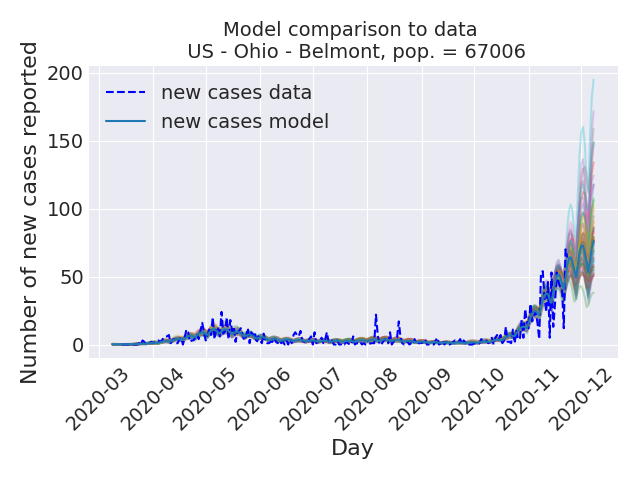 Model comparison to data
US - Ohio - Belmont, pop. = 67006
Number of new cases reported
200
150
100
50
0
new cases data
new cases model
2020-03
2020-04
2020-05
2020-06
2020-07
2020-08
2020-09
2020-10
2020-11
2020-12
Day